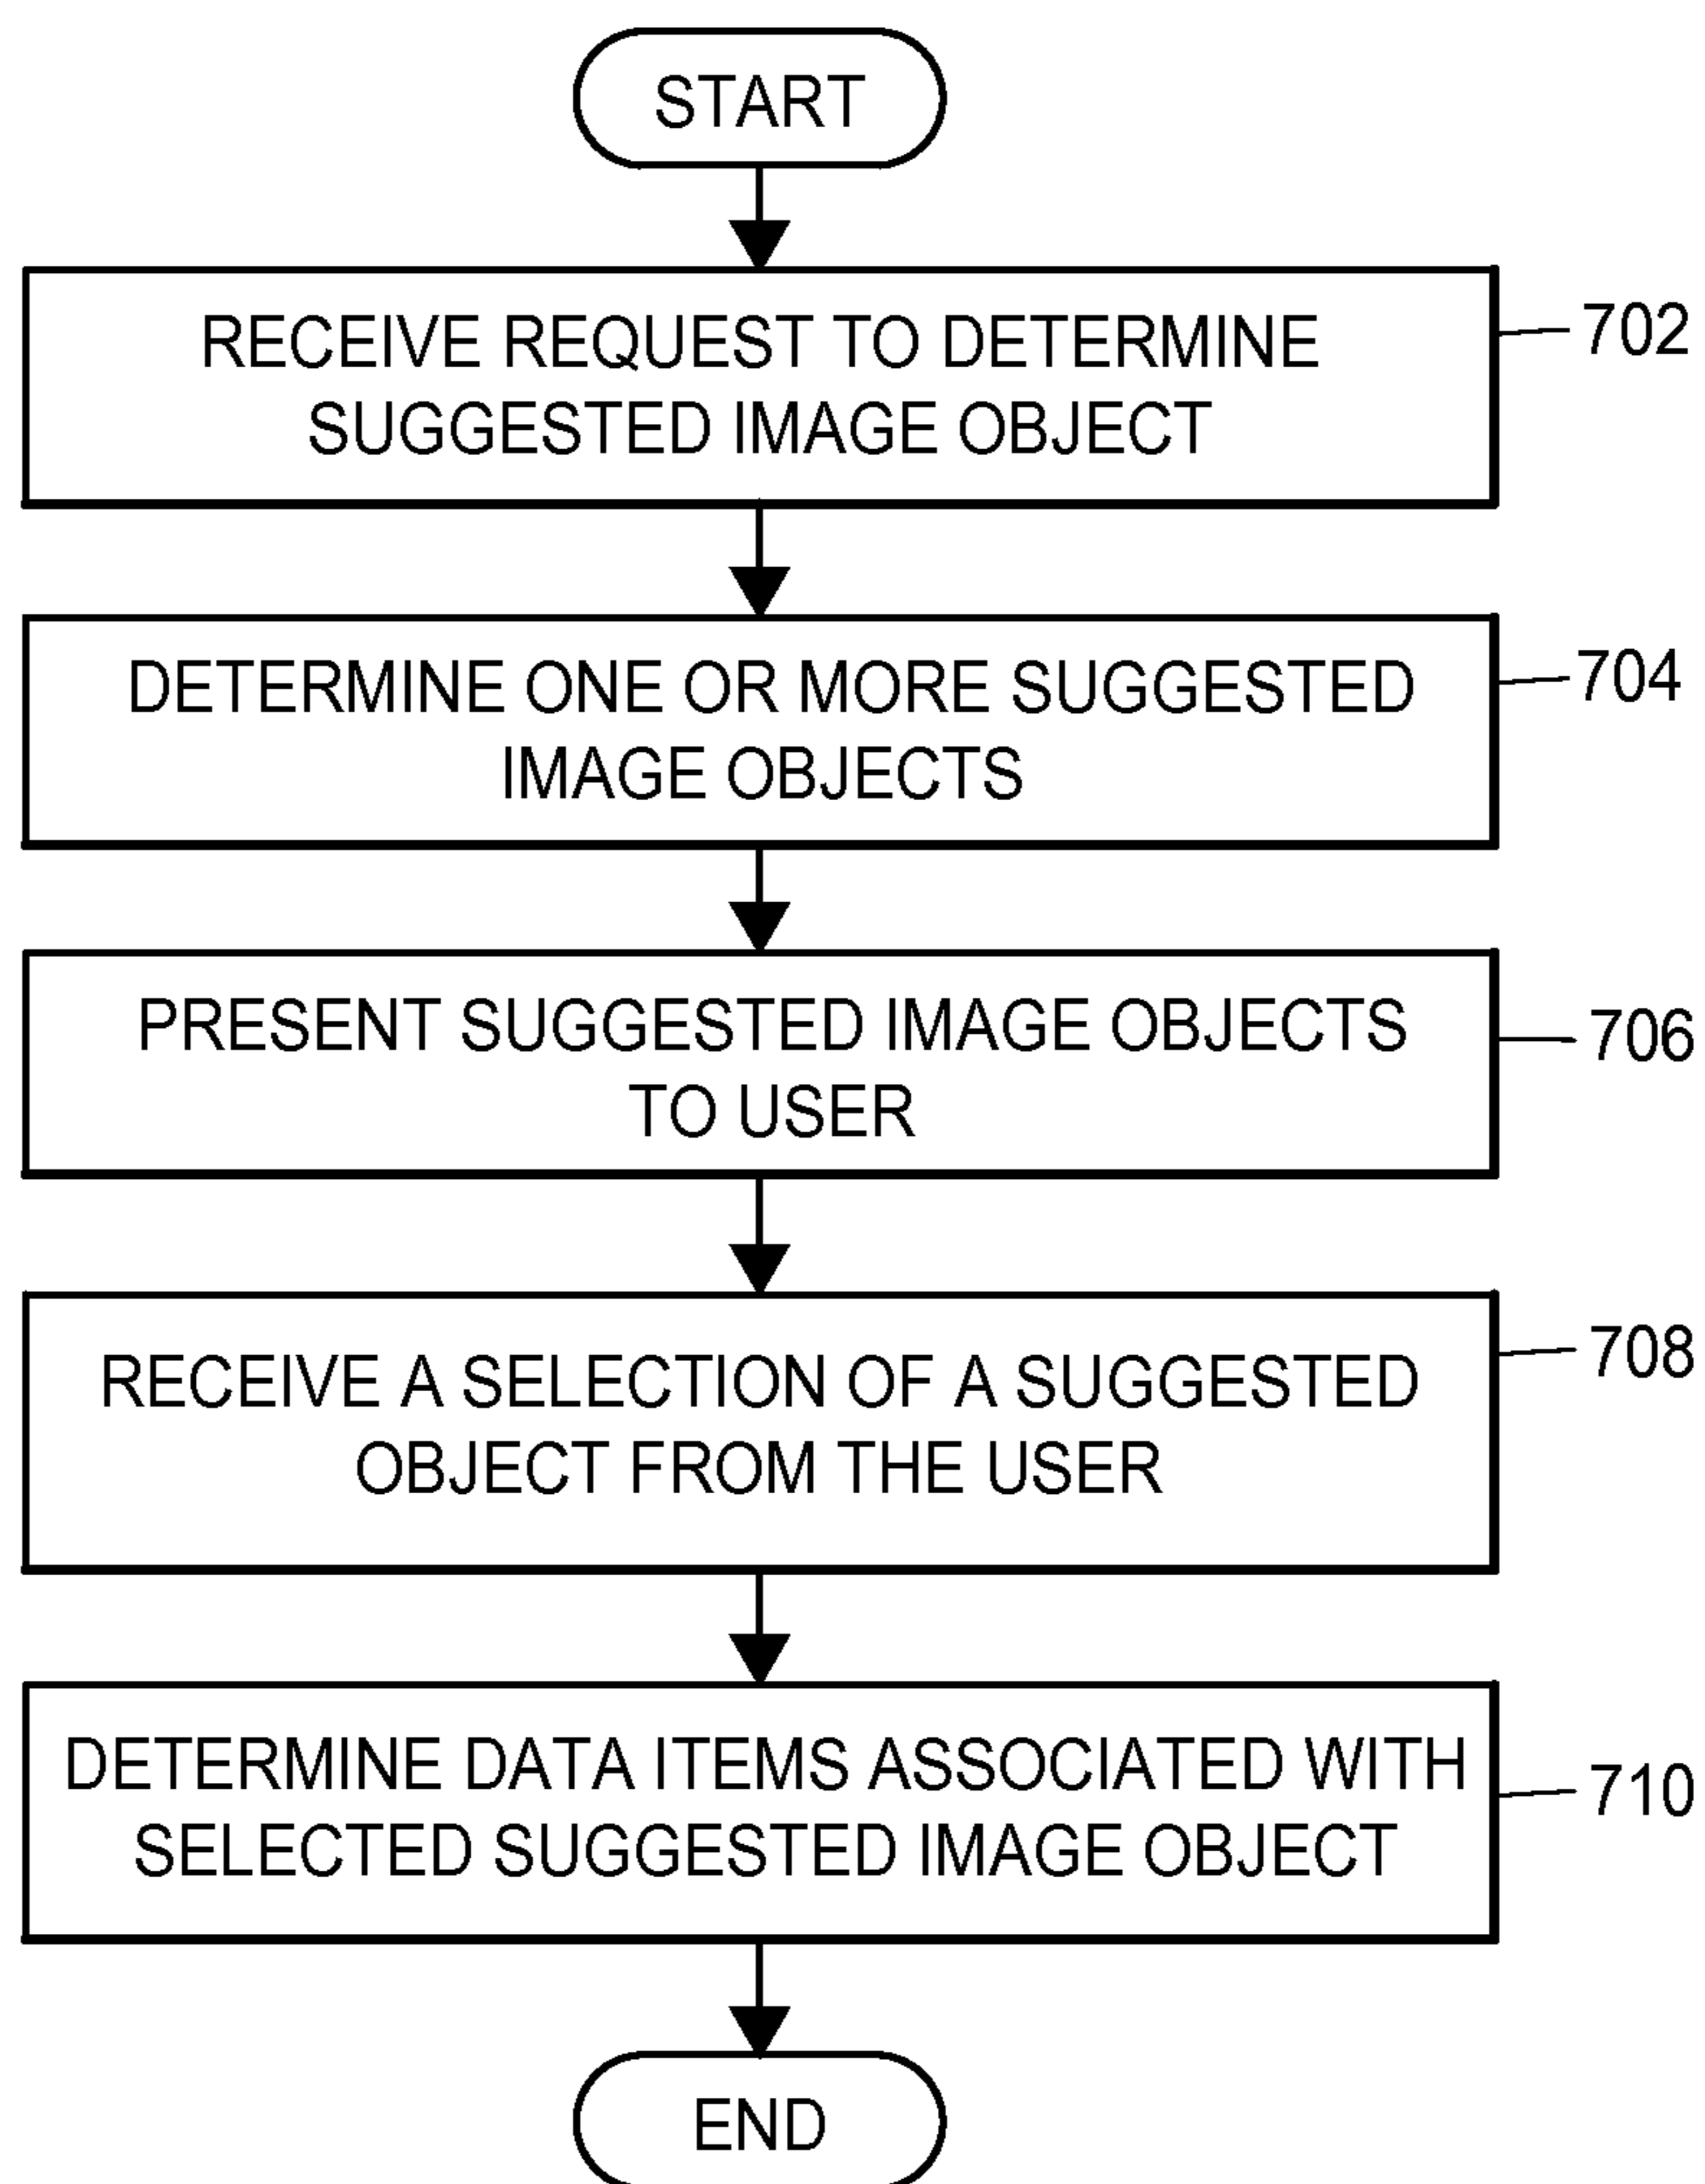 START
RECEIVE REQUEST TO DETERMINE
SUGGESTED IMAGE OBJECT
702
DETERMINE ONE OR MORE SUGGESTED
IMAGE OBJECTS
704
PRESENT SUGGESTED IMAGE OBJECTS
TO USER
706
RECEIVE A SELECTION OF A SUGGESTED
OBJECT FROM THE USER
708
DETERMINE DATA ITEMS ASSOCIATED WITH
SELECTED SUGGESTED IMAGE OBJECT
710
END